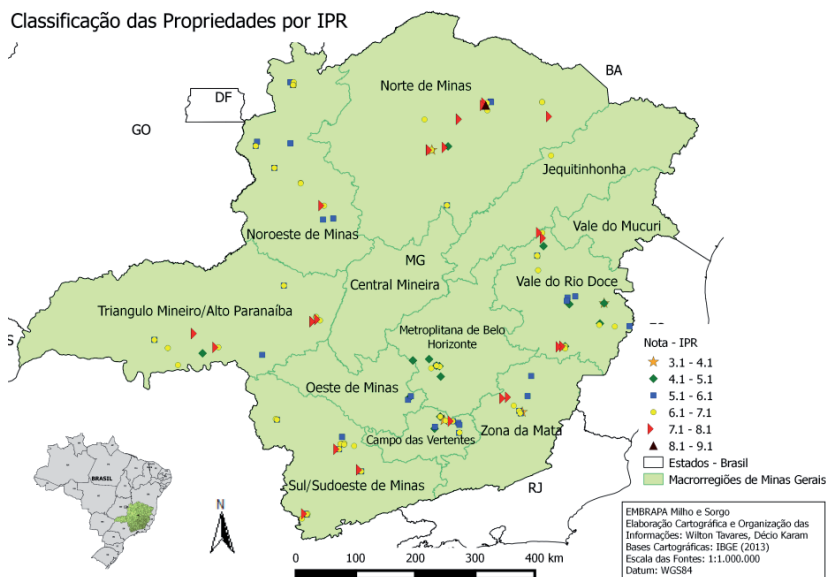 Classificação das Propriedades por IPR
BA
DF
Norte de Minas
GO
Jequitinhonha
Vale do Mucuri
Noroeste de Minas
MG
Central Mineira
Vale do Rio Doce
Triangulo Mineiro/Alto Paranaíba
Metroplitana de Belo
Horizonte
Oeste de Minas
Campo das Vertentes
Zona da Mata
Sul/Sudoeste de Minas
RJ
Nota - IPR
3.1 - 4.1
4.1 - 5.1
5.1 - 6.1
6.1 - 7.1
7.1 - 8.1
8.1 - 9.1
Estados - Brasil
Macrorregiões de Minas Gerais
BRASIL
N
0 100 200 300 400 km
EMBRAPA Milho e Sorgo
Elaboração Cartográfica e Organização das
Informações: Wilton Tavares, Décio Karam
Bases Cartográficas: IBGE (2013)
Escala das Fontes: 1:1.000.000
Datum: WGS84